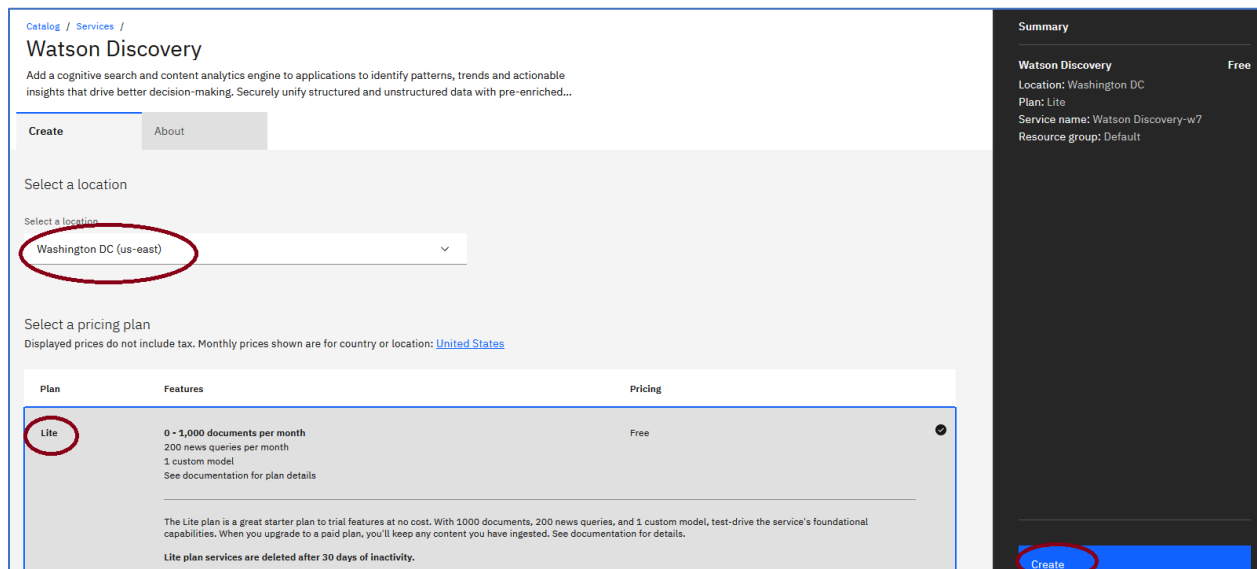 Catalog / Services /
Watson Discovery
Add a cognitive search and content analytics engine to applications to identify patterns, trends and actionable
insights that drive better decision-making. Securely unify structured and unstructured data with pre-enriched...
Create
About
Select a location
Select a location
Washington DC (us-east)
Select a pricing plan
Displayed prices do not include tax. Monthly prices shown are for country or location: United States
Plan Features Pricing
Lite 0 - 1,000 documents per month Free
200 news queries per month
1 custom model
See documentation for plan details
The Lite plan is a great starter plan to trial features at no cost. With 1000 documents, 200 news queries, and 1 custom model, test-drive the service's foundational
capabilities. When you upgrade to a paid plan, you'll keep any content you have ingested. See documentation for details.
Lite plan services are deleted after 30 days of inactivity.
Summary
Watson Discovery Free
Location: Washington DC
Plan: Lite
Service name: Watson Discovery-w7
Resource group: Default
Create